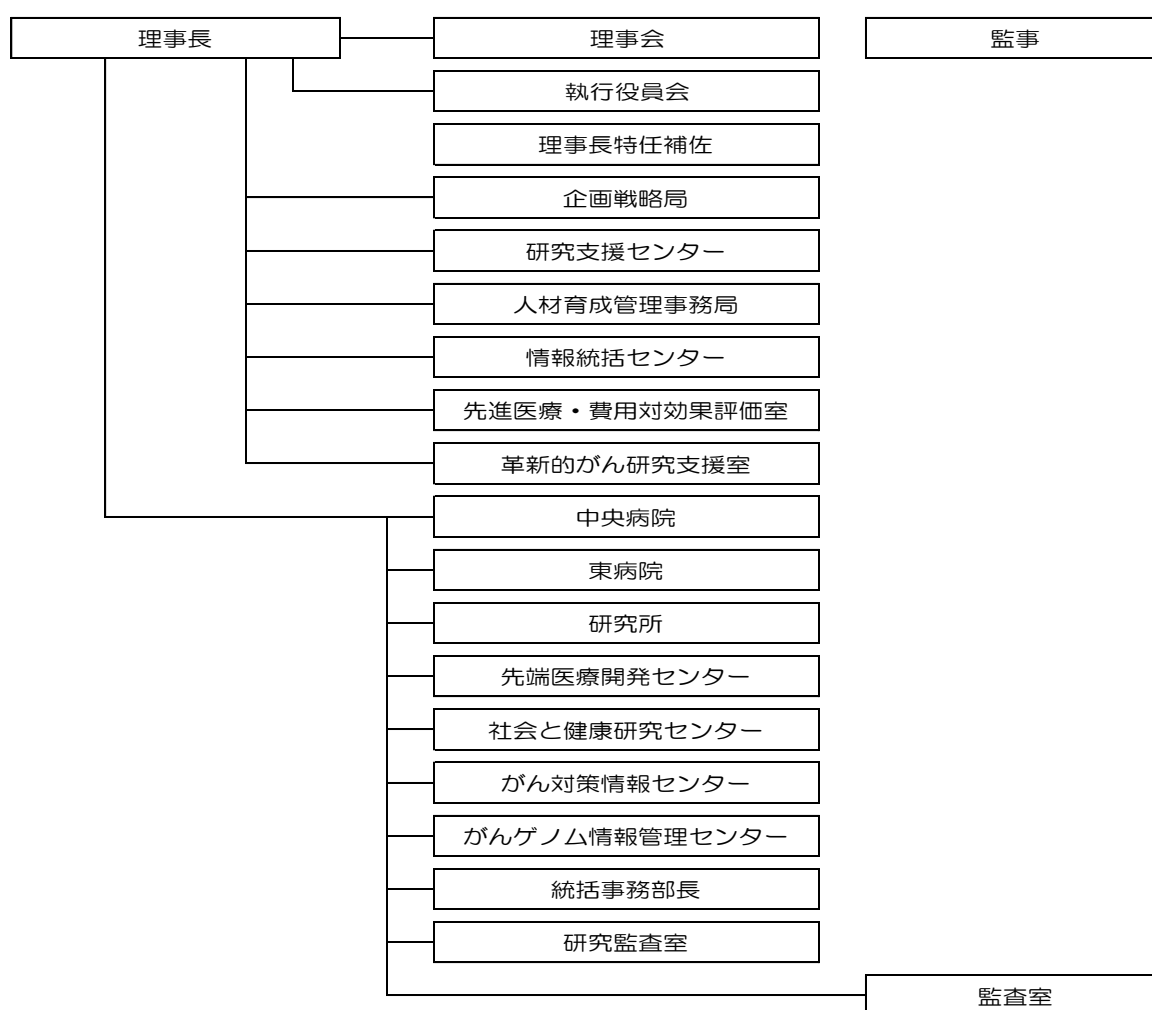 理事長
理事会
監事
執行役員会
理事長特任補佐
企画戦略局
研究支援センター
人材育成管理事務局
情報統括センター
先進医療・費用対効果評価室
革新的がん研究支援室
中央病院
東病院
研究所
先端医療開発センター
社会と健康研究センター
がん対策情報センター
がんゲノム情報管理センター
統括事務部長
研究監査室
監査室